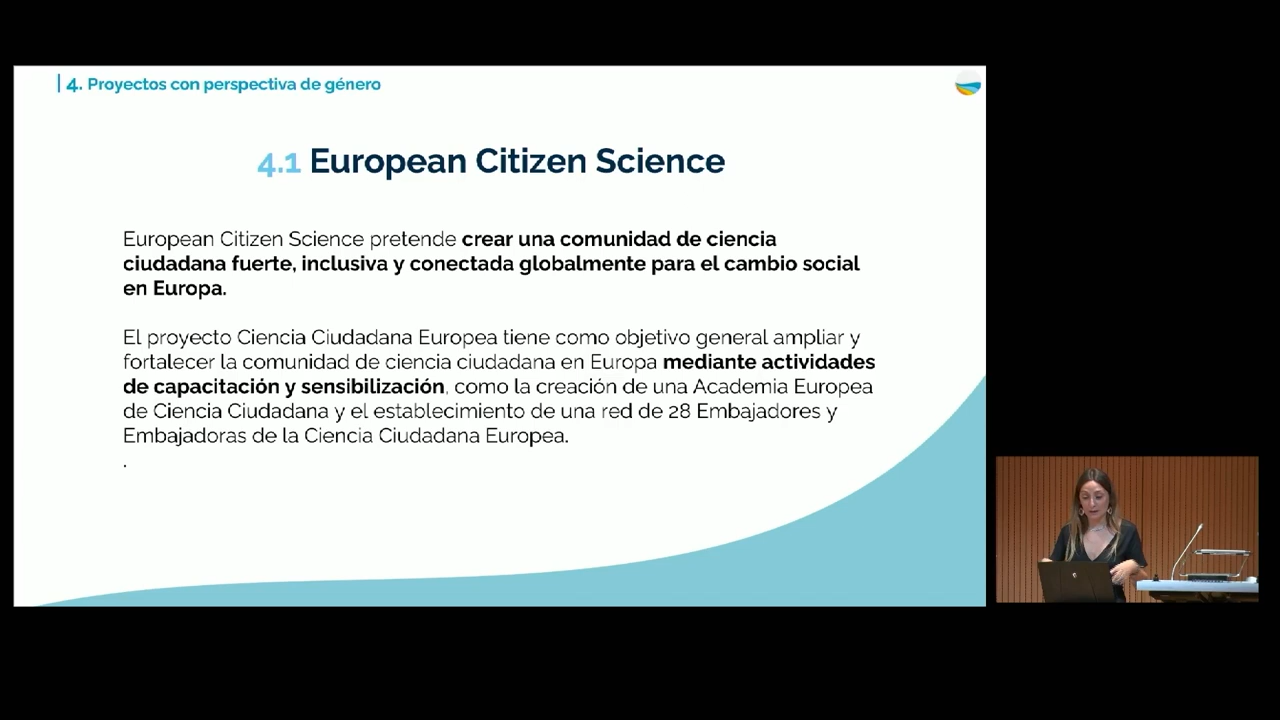 | 4. Proyectos con perspectiva de género
4.1 European Citizen Science
European Citizen Science pretende crear una comunidad de ciencia
ciudadana fuerte, inclusiva y conectada globalmente para el cambio social
en Europa.
El proyecto Ciencia Ciudadana Europea tiene como objetivo general ampliar y
fortalecer la comunidad de ciencia ciudadana en Europa mediante actividades
de capacitación y sensibilización, como la creación de una Academia Europea
de Ciencia Ciudadana y el establecimiento de una red de 28 Embajadores y
Embajadoras de la Ciencia Ciudadana Europea.
.